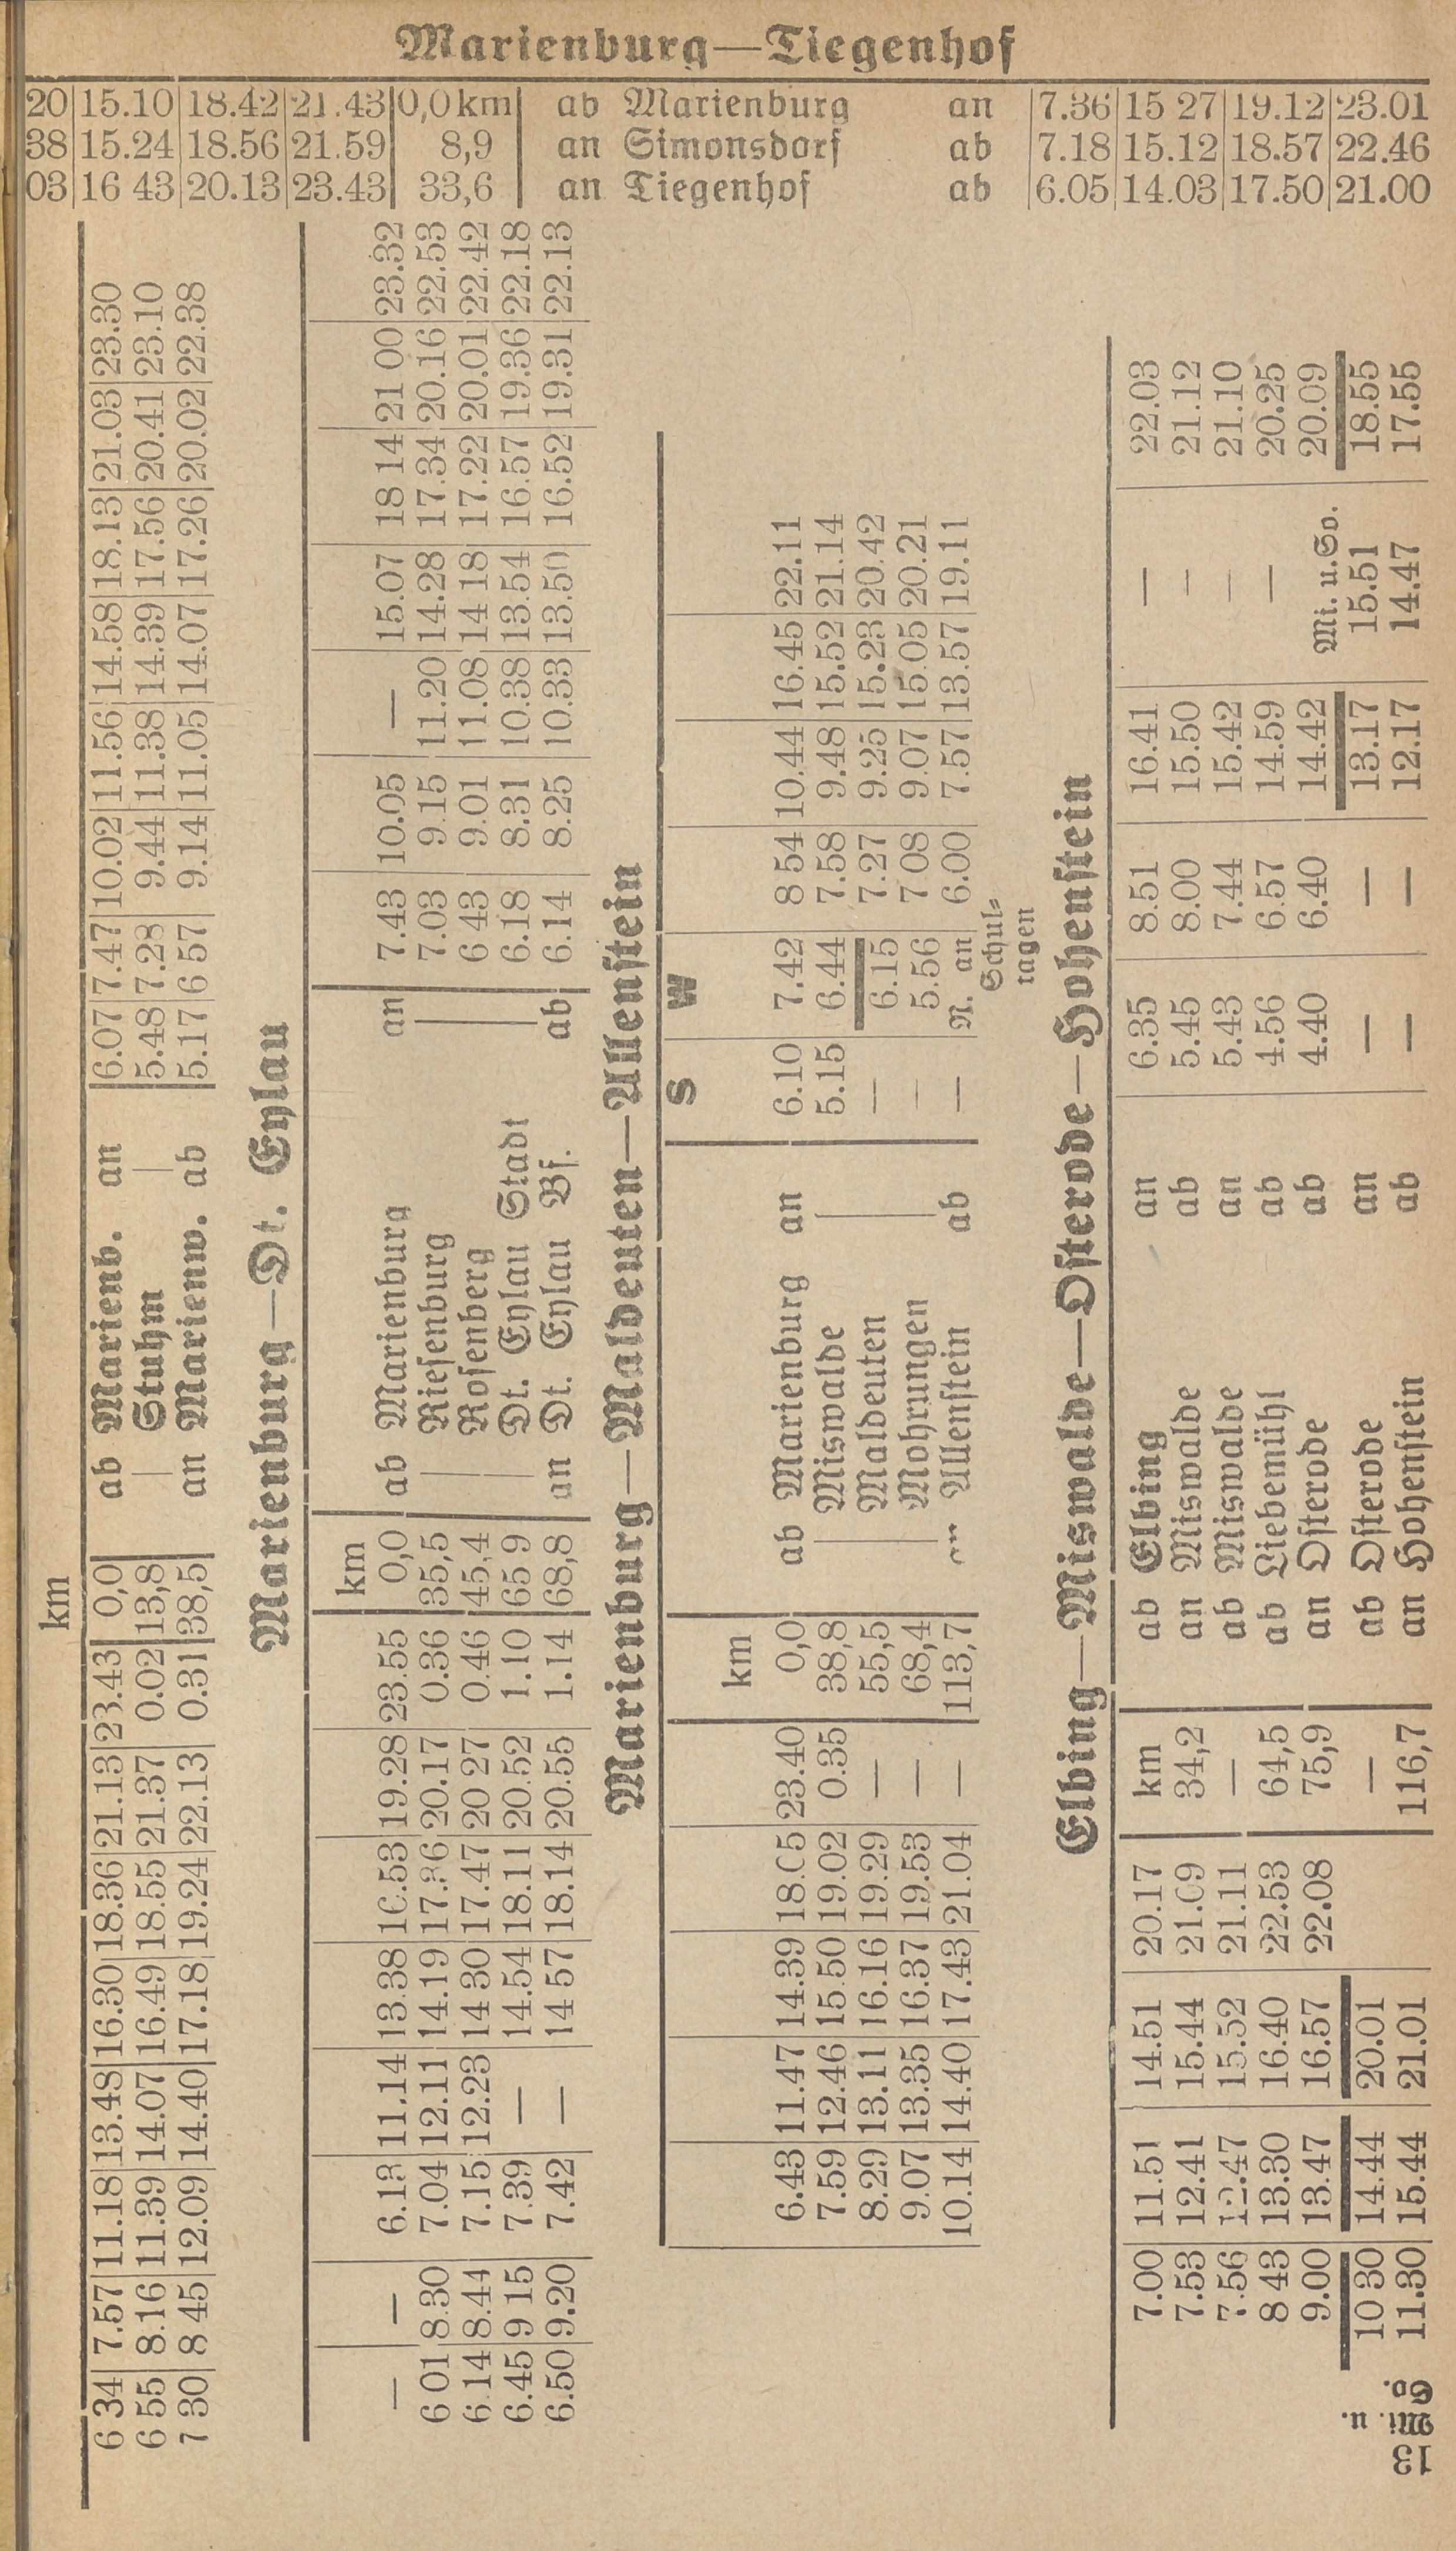 Marienburg—Tiegenhof
20|15.10|18.42|21.43|0,0 km| ab Marienburg an |7.36|15 27|19.12|23.01
38|15.24|18.56|21.59| 8,9 | an Simonsdorf ab |7.18|15.12|18.57|22.46
03|16 43|20.13|23.43| 33,6 | an Tiegenhof ab |6.05|14.03|17.50|21.00
km
6 34| 7.57|11.18|13.48|16.30|18.36|21.13|23.43| 0,0| ab Marienb. an |6.07|7.47|10.02|11.56|14.58|18.13|21.03|23.30
6 55| 8.16|11.39|14.07|16.49|18.55|21.37| 0.02|13,8| | Stuhm | |5.48|7.28| 9.44|11.38|14.39|17.56|20.41|23.10
7 30| 8 45|12.09|14.40|17.18|19.24|22.13| 0.31|38,5| an Marienw. ab |5.17|6 57| 9.14|11.05|14.07|17.26|20.02|22.38
Marienburg—Dt. Eylau
km
— | — | 6.13|11.14|13.38|16.53|19.28|23.55| 0,0 | ab Marienburg an | 7.43|10.05| — |15.07|18 14|21 00|23.32
6 01|8.30| 7.04|12.11|14.19|17.36|20.17| 0.36|35,5| | Riesenburg | | 7.03| 9.15|11.20|14.28|17.34|20.16|22.53
6.14|8.44| 7.15|12.23|14 30|17.47|20 27| 0.46|45,4| | Rosenberg | | 6 43| 9.01|11.08|14 18|17.22|20.01|22.42
6.45|9 15| 7.39| — |14.54|18.11|20.52| 1.10|65 9| | Dt. Eylau Stadt | | 6.18| 8.31|10.38|13.54|16.57|19.36|22.18
6.50|9.20| 7.42| — |14 57|18.14|20.55| 1.14|68,8| an Dt. Eylau Bf. ab | 6.14| 8.25|10.33|13.50|16.52|19.31|22.13
Marienburg—Maldeuten—Allenstein
km S W
6.43|11.47|14.39|18.05|23.40| 0,0| ab Marienburg an |6.10| 7.42| 8 54|10.44|16.45|22.11
7.59|12.46|15.50|19.02| 0.35| 38,8| | Miswalde | |5.15| 6.44| 7.58| 9.48|15.52|21.14
8.29|13.11|16.16|19.29| — | 55,5| | Maldeuten | | — | 6.15| 7.27| 9.25|15.23|20.42
9.07|13.35|16.37|19.53| — | 68,4| | Mohrungen | | — | 5.56| 7 08| 9.07|15.05|20.21
10.14|14.40|17.43|21.04| — |113,7| Allenstein ab | — | N. an| 6.00| 7.57|13.57|19.11
Schul=
tagen
Elbing—Miswalde—Osterode—Hohenstein
7.00|11.51|14.51|20.17| km | ab Elbing an | 6.35| 8.51|16.41| — |22.03
7.53|12.41|15.44|21.09| 34,2 | an Miswalde ab | 5.45| 8.00|15.50| — |21.12
7.56|12.47|15.52|21.11| — | ab Miswalde an | 5.43| 7.44|15.42| — |21.10
8 43|13.30|16.40|22.53| 64,5 | ab Liebemühl ab | 4.56| 6.57|14.59| — |20.25
9.00|13.47|16.57|22.08| 75,9 | an Osterode ab | 4.40| 6.40|14.42|Mi. u.So.|20.09
10 30|14.44|20.01| — | ab Osterode an | — | — |13.17|15.51|18.55
11.30|15.44|21.01| 116,7| an Hohenstein ab | — | — |12.17|14.47|17.55
Mi. u.
13